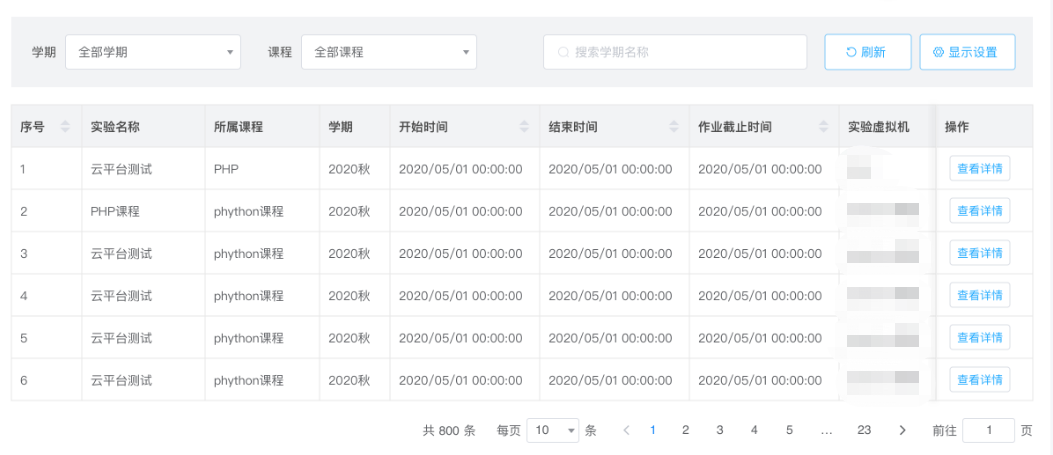 学期 全部学期 课程 全部课程 搜索学期名称 刷新 显示设置
序号 实验名称 所属课程 学期 开始时间 结束时间 作业截止时间 实验虚拟机 操作
1 云平台测试 PHP 2020秋 2020/05/01 00:00:00 2020/05/01 00:00:00 2020/05/01 00:00:00 查看详情
2 PHP课程 phython课程 2020秋 2020/05/01 00:00:00 2020/05/01 00:00:00 2020/05/01 00:00:00 查看详情
3 云平台测试 phython课程 2020秋 2020/05/01 00:00:00 2020/05/01 00:00:00 2020/05/01 00:00:00 查看详情
4 云平台测试 phython课程 2020秋 2020/05/01 00:00:00 2020/05/01 00:00:00 2020/05/01 00:00:00 查看详情
5 云平台测试 phython课程 2020秋 2020/05/01 00:00:00 2020/05/01 00:00:00 2020/05/01 00:00:00 查看详情
6 云平台测试 phython课程 2020秋 2020/05/01 00:00:00 2020/05/01 00:00:00 2020/05/01 00:00:00 查看详情
共 800 条 每页 10 条 < 1 2 3 4 5 ... 23 > 前往 1 页